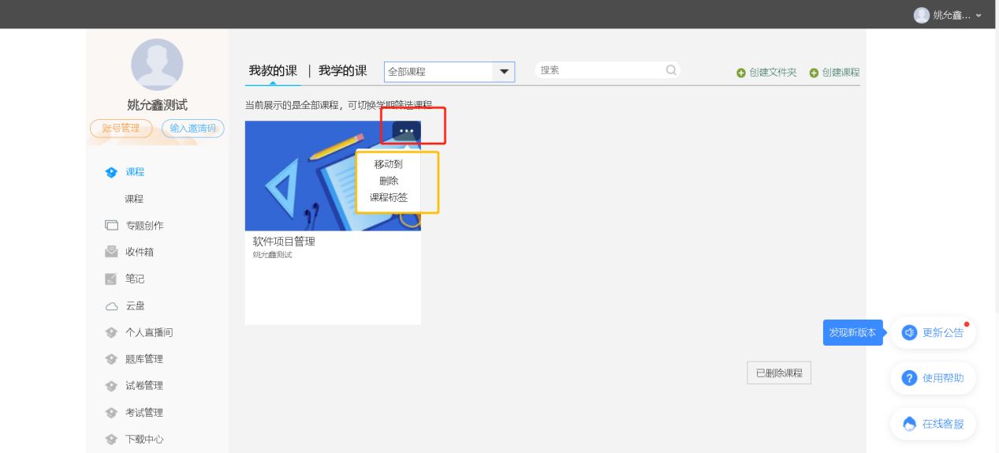 姚允鑫...
姚允鑫测试
账号管理 输入邀请码
课程
课程
专题创作
收件箱
笔记
云盘
个人直播间
题库管理
试卷管理
考试管理
下载中心
我教的课 | 我学的课 全部课程 搜索 创建文件夹 创建课程
当前展示的是全部课程，可切换学期筛选课程
移动到
删除
课程标签
软件项目管理
姚允鑫测试
已删除课程
发现新版本 更新公告
使用帮助
在线客服